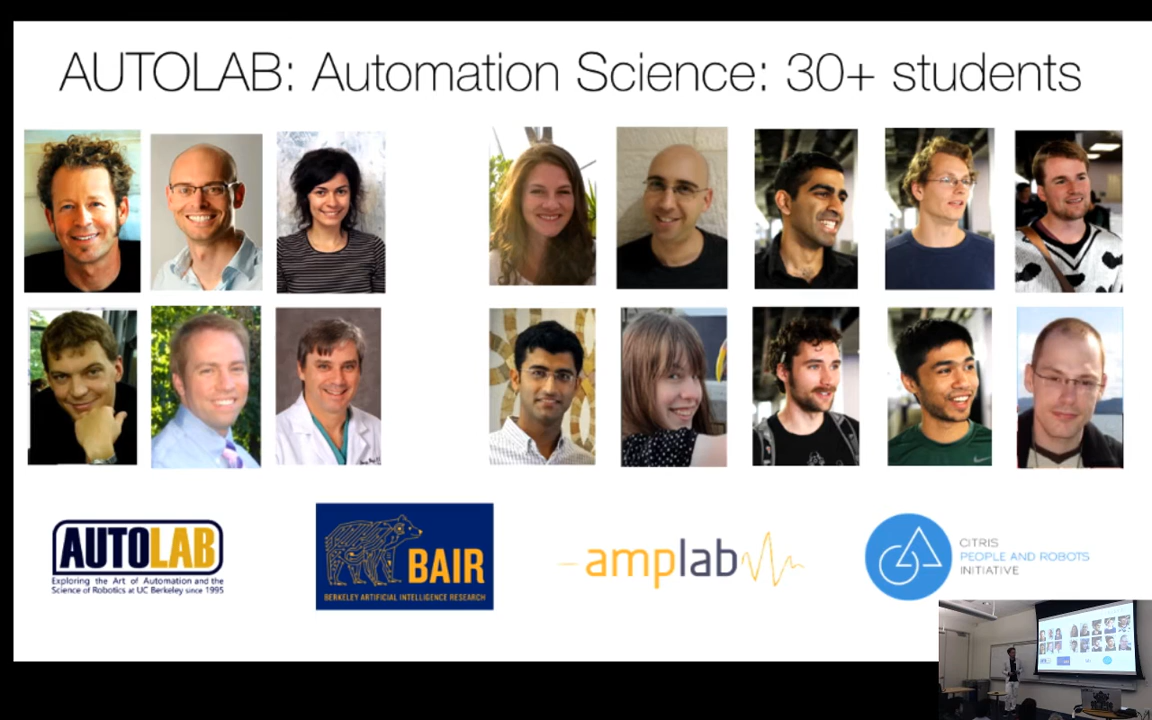 AUTOLAB: Automation Science: 30+ students
AUTOLAB
Exploring the Art of Automation and the
Science of Robotics at UC Berkeley since 1995
BAIR
BERKELEY ARTIFICIAL INTELLIGENCE RESEARCH
amplab
CITRIS
PEOPLE AND ROBOTS
INITIATIVE